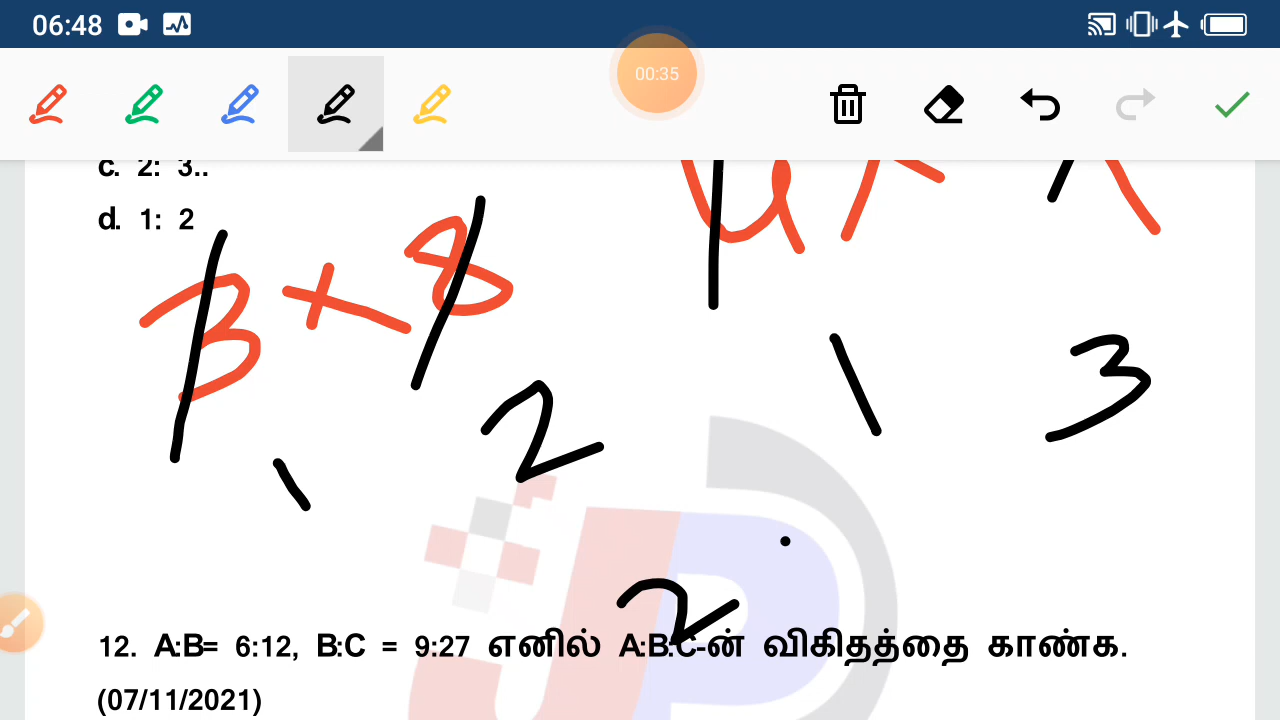 06:48
00:35
c. 2: 3..
d. 1: 2
3 + 8 4
1 2 1 3
2
12. A:B= 6:12, B:C = 9:27 எனில் A:B:C-ன் விகிதத்தை காண்க.
(07/11/2021)